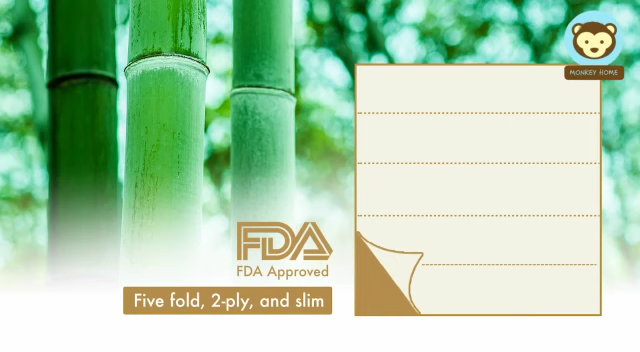 MONKEY HOME
FDA
FDA Approved
Five fold, 2-ply, and slim